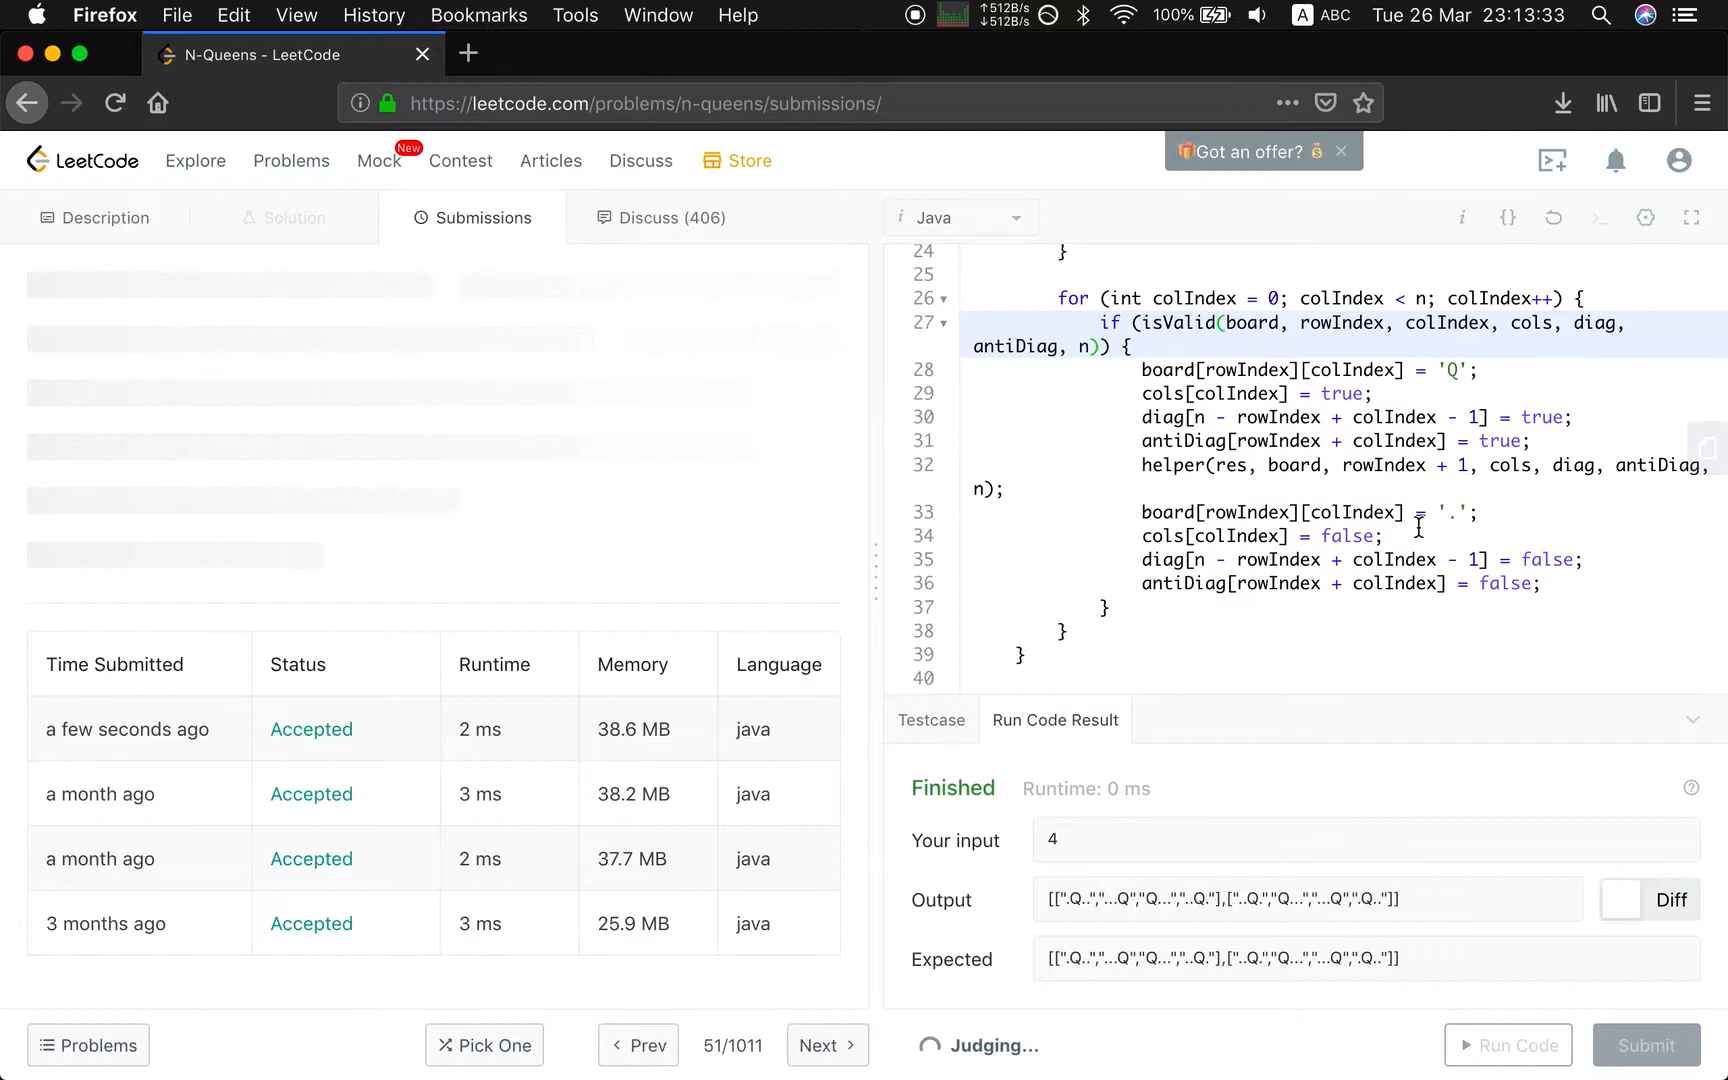 Firefox File Edit View History Bookmarks Tools Window Help ↑512B/s ↓512B/s 100% A ABC Tue 26 Mar 23:13:33
N-Queens - LeetCode
https://leetcode.com/problems/n-queens/submissions/
LeetCode Explore Problems Mock New Contest Articles Discuss Store Got an offer?
Description Solution Submissions Discuss (406)
i Java
24 }
25
26 for (int colIndex = 0; colIndex < n; colIndex++) {
27 if (isValid(board, rowIndex, colIndex, cols, diag,
antiDiag, n)) {
28 board[rowIndex][colIndex] = 'Q';
29 cols[colIndex] = true;
30 diag[n - rowIndex + colIndex - 1] = true;
31 antiDiag[rowIndex + colIndex] = true;
32 helper(res, board, rowIndex + 1, cols, diag, antiDiag,
n);
33 board[rowIndex][colIndex] = '.';
34 cols[colIndex] = false;
35 diag[n - rowIndex + colIndex - 1] = false;
36 antiDiag[rowIndex + colIndex] = false;
37 }
38 }
39 }
40
Time Submitted Status Runtime Memory Language
a few seconds ago Accepted 2 ms 38.6 MB java
a month ago Accepted 3 ms 38.2 MB java
a month ago Accepted 2 ms 37.7 MB java
3 months ago Accepted 3 ms 25.9 MB java
Testcase Run Code Result
Finished Runtime: 0 ms
Your input 4
Output [[".Q..","...Q","Q...","..Q."],["..Q.","Q...","...Q",".Q.."]] Diff
Expected [[".Q..","...Q","Q...","..Q."],["..Q.","Q...","...Q",".Q.."]]
Problems Pick One Prev 51/1011 Next Judging... Run Code Submit